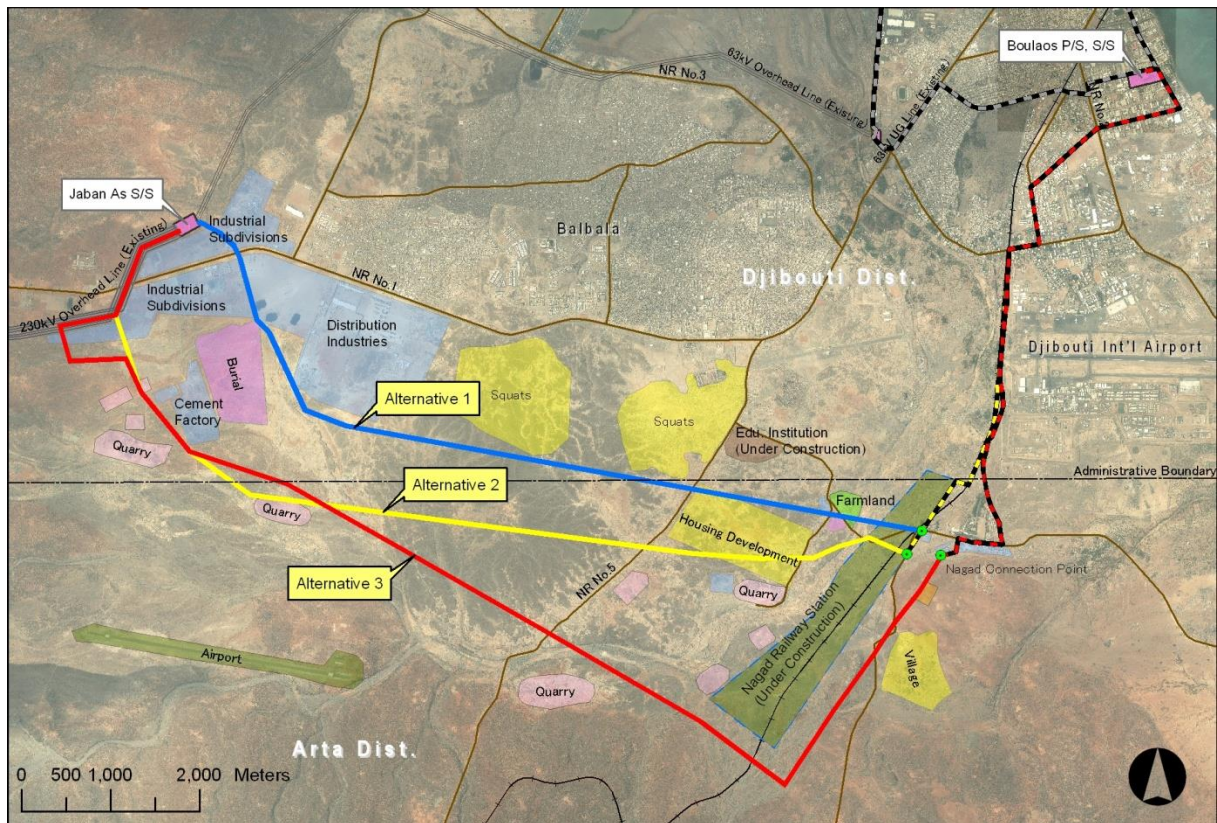 Boulaos P/S, S/S
NR No.3
63kV Overhead Line (Existing)
63kV UG Line (Existing)
NR No.2
Jaban As S/S
Industrial
Subdivisions
230kV Overhead Line (Existing)
Balbala
NR No.1
Djibouti Dist.
Industrial
Subdivisions
Distribution
Industries
Djibouti Int'l Airport
Burial
Squats
Alternative 1
Cement
Factory
Squats
Quarry
Edu. Institution
(Under Construction)
Administrative Boundary
Alternative 2
Quarry
Farmland
Housing Development
Alternative 3
NR No.5
Nagad Connection Point
Quarry
Nagad Railway Station
(Under Construction)
Airport
Village
Quarry
Arta Dist.
0 500 1,000 2,000 Meters